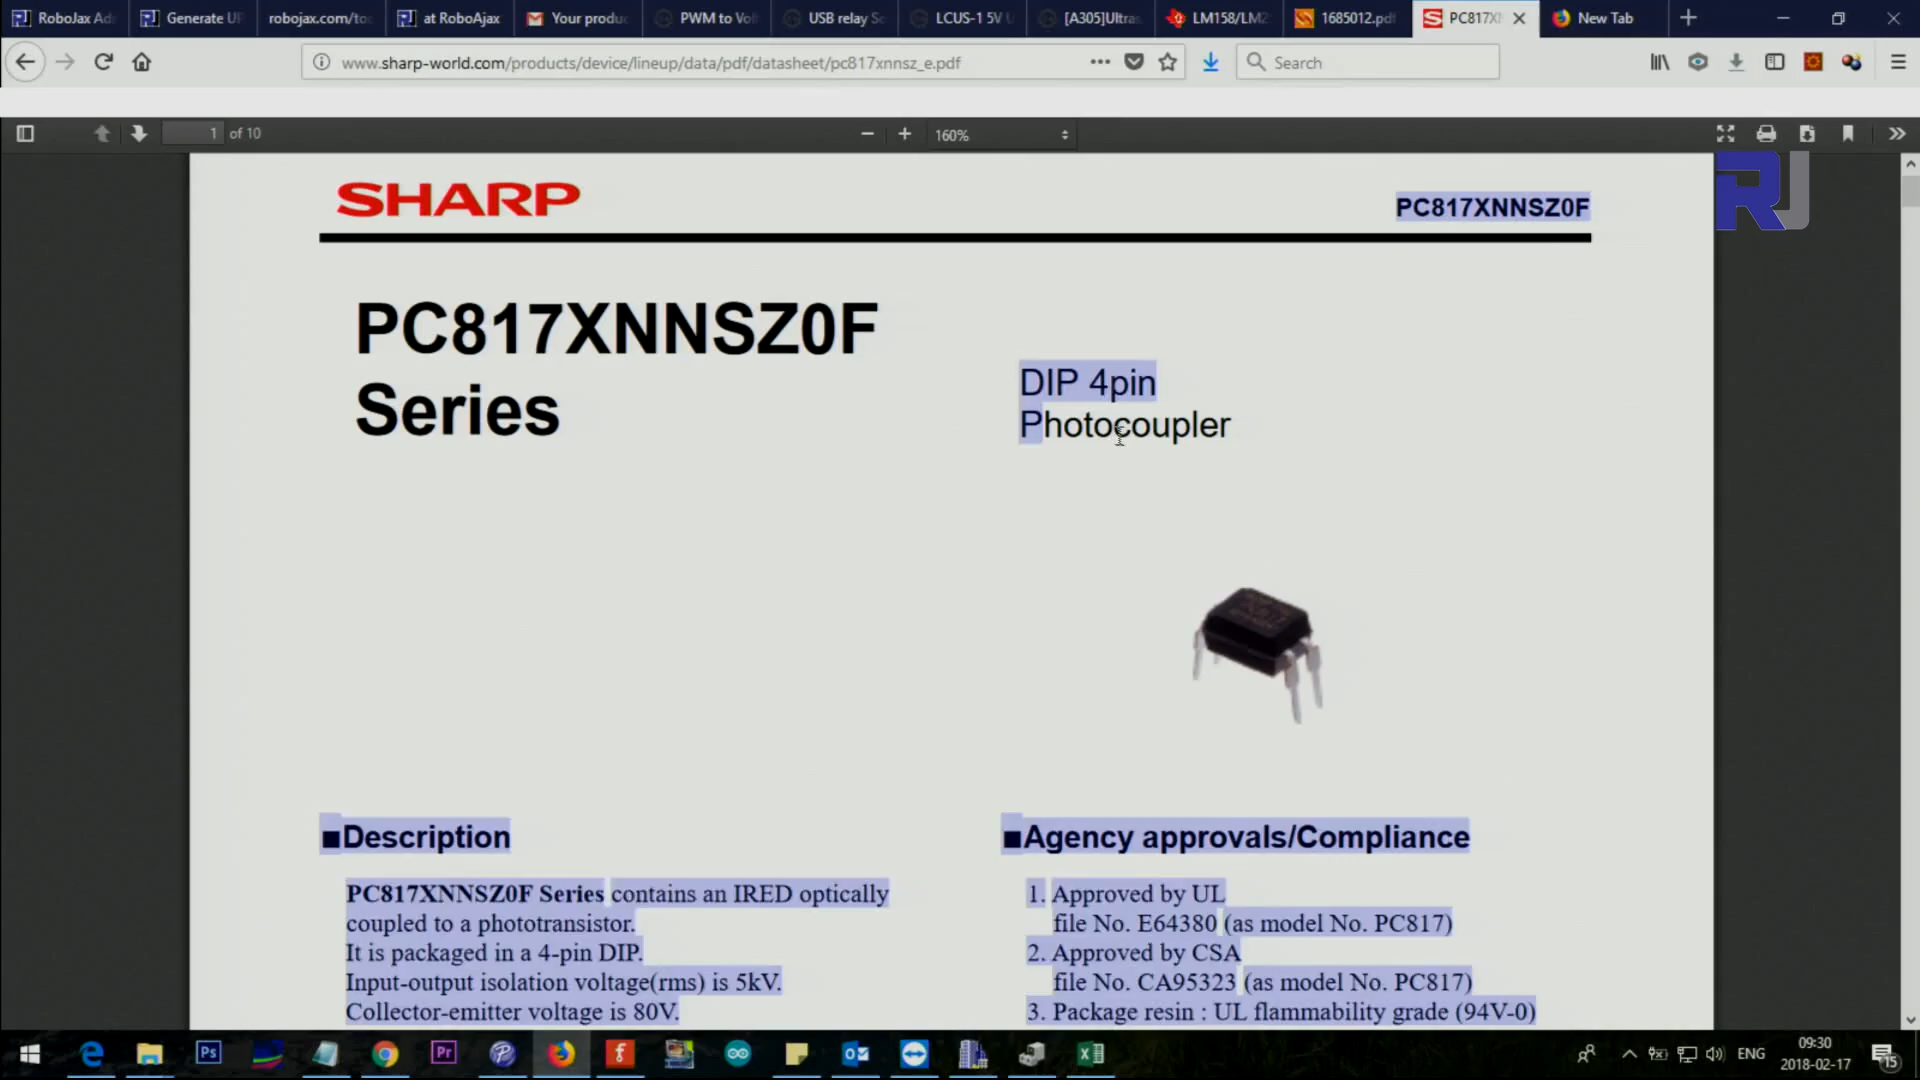 RoboJax Ad
Generate UP
robojax.com/to
at RoboAjax
Your produ
PWM to Vol
USB relay S
LCUS-1 5V U
[A305]Ultras
LM158/LM2
1685012.pdf
PC817X
New Tab
www.sharp-world.com/products/device/lineup/data/pdf/datasheet/pc817xnnsz_e.pdf
Search
1 of 10
160%
SHARP
PC817XNNSZ0F
RJ
PC817XNNSZ0F
Series
DIP 4pin
Photocoupler
■Description
PC817XNNSZ0F Series contains an IRED optically
coupled to a phototransistor.
It is packaged in a 4-pin DIP.
Input-output isolation voltage(rms) is 5kV.
Collector-emitter voltage is 80V.
■Agency approvals/Compliance
1. Approved by UL
file No. E64380 (as model No. PC817)
2. Approved by CSA
file No. CA95323 (as model No. PC817)
3. Package resin : UL flammability grade (94V-0)
ENG
09:30
2018-02-17
15